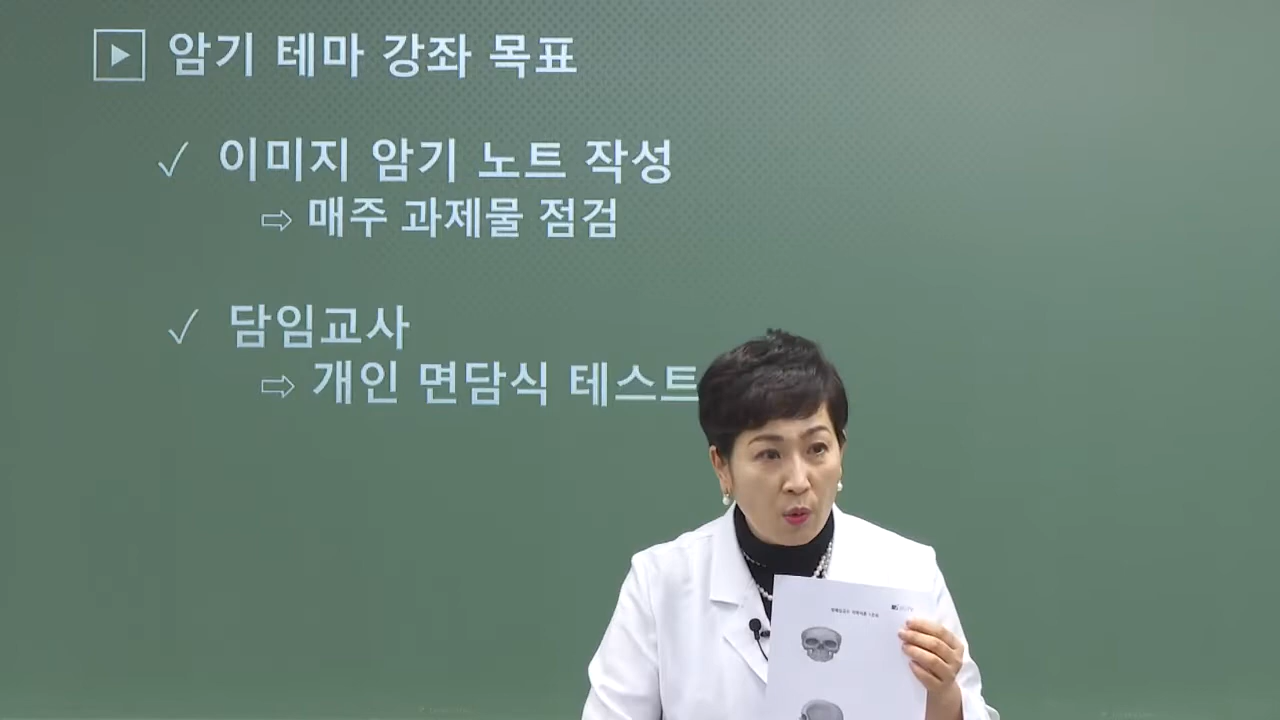 암기 테마 강좌 목표
✓ 이미지 암기 노트 작성
⇨ 매주 과제물 점검
✓ 담임교사
⇨ 개인 면담식 테스트